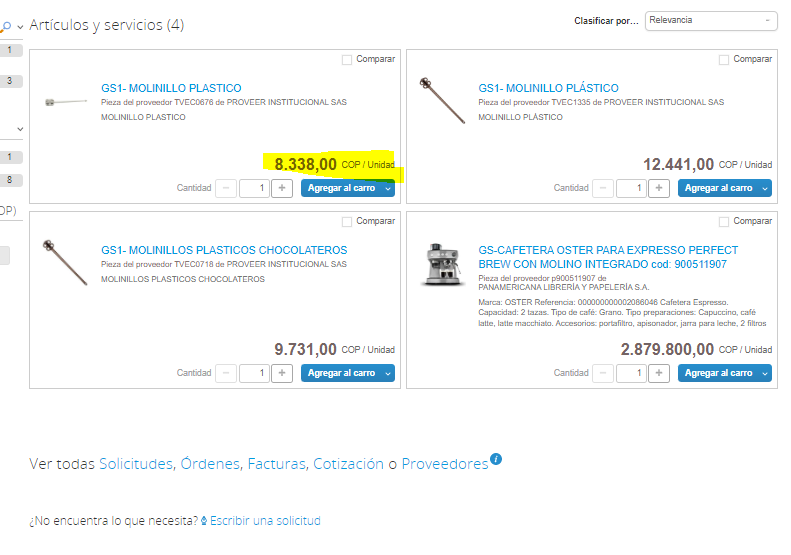 Artículos y servicios (4)
Clasificar por...
Relevancia
1
3
1
8
OP)
Comparar
GS1- MOLINILLO PLASTICO
Pieza del proveedor TVEC0676 de PROVEER INSTITUCIONAL SAS
MOLINILLO PLASTICO
8.338,00 COP / Unidad
Cantidad − 1 + Agregar al carro
Comparar
GS1- MOLINILLO PLÁSTICO
Pieza del proveedor TVEC1335 de PROVEER INSTITUCIONAL SAS
MOLINILLO PLÁSTICO
12.441,00 COP / Unidad
Cantidad − 1 + Agregar al carro
Comparar
GS1- MOLINILLOS PLASTICOS CHOCOLATEROS
Pieza del proveedor TVEC0718 de PROVEER INSTITUCIONAL SAS
MOLINILLOS PLASTICOS CHOCOLATEROS
9.731,00 COP / Unidad
Cantidad − 1 + Agregar al carro
Comparar
GS-CAFETERA OSTER PARA EXPRESSO PERFECT
BREW CON MOLINO INTEGRADO cod: 900511907
Pieza del proveedor p900511907 de
PANAMERICANA LIBRERÍA Y PAPELERÍA S.A.
Marca: OSTER Referencia: 000000000002086046 Cafetera Espresso.
Capacidad: 2 tazas. Tipo de café: Grano. Tipo preparaciones: Capuccino, café
latte, latte macchiato. Accesorios: portafiltro, apisonador, jarra para leche, 2 filtros
2.879.800,00 COP / Unidad
Cantidad − 1 + Agregar al carro
Ver todas Solicitudes, Órdenes, Facturas, Cotización o Proveedores i
¿No encuentra lo que necesita? Escribir una solicitud